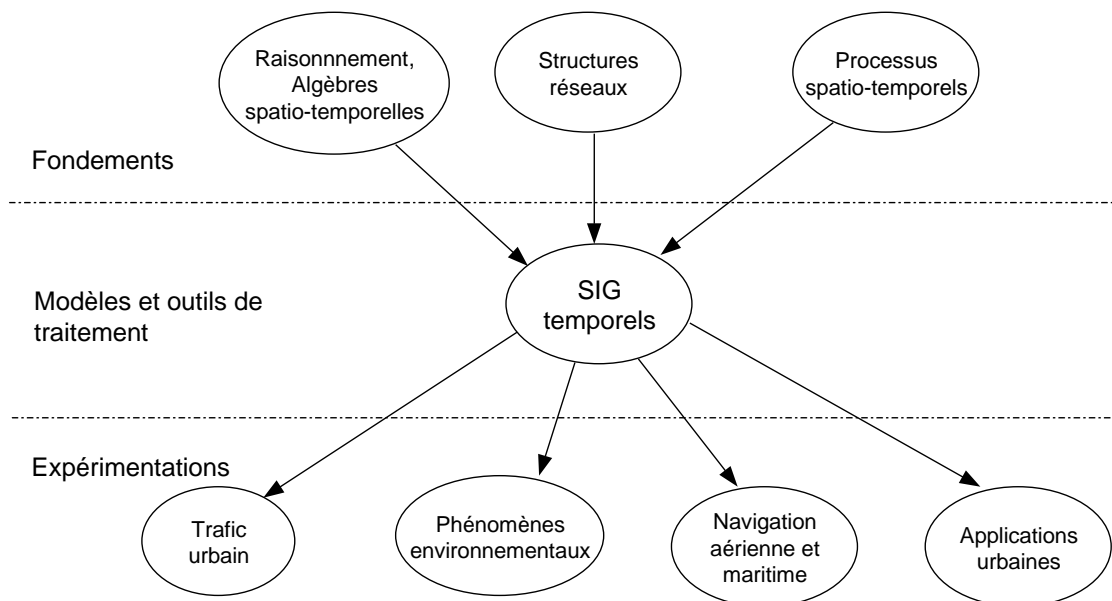 Raisonnnement,
Algèbres
spatio-temporelles
Structures
réseaux
Processus
spatio-temporels
Fondements
SIG
temporels
Modèles et outils de
traitement
Expérimentations
Trafic
urbain
Phénomènes
environnementaux
Navigation
aérienne et
maritime
Applications
urbaines